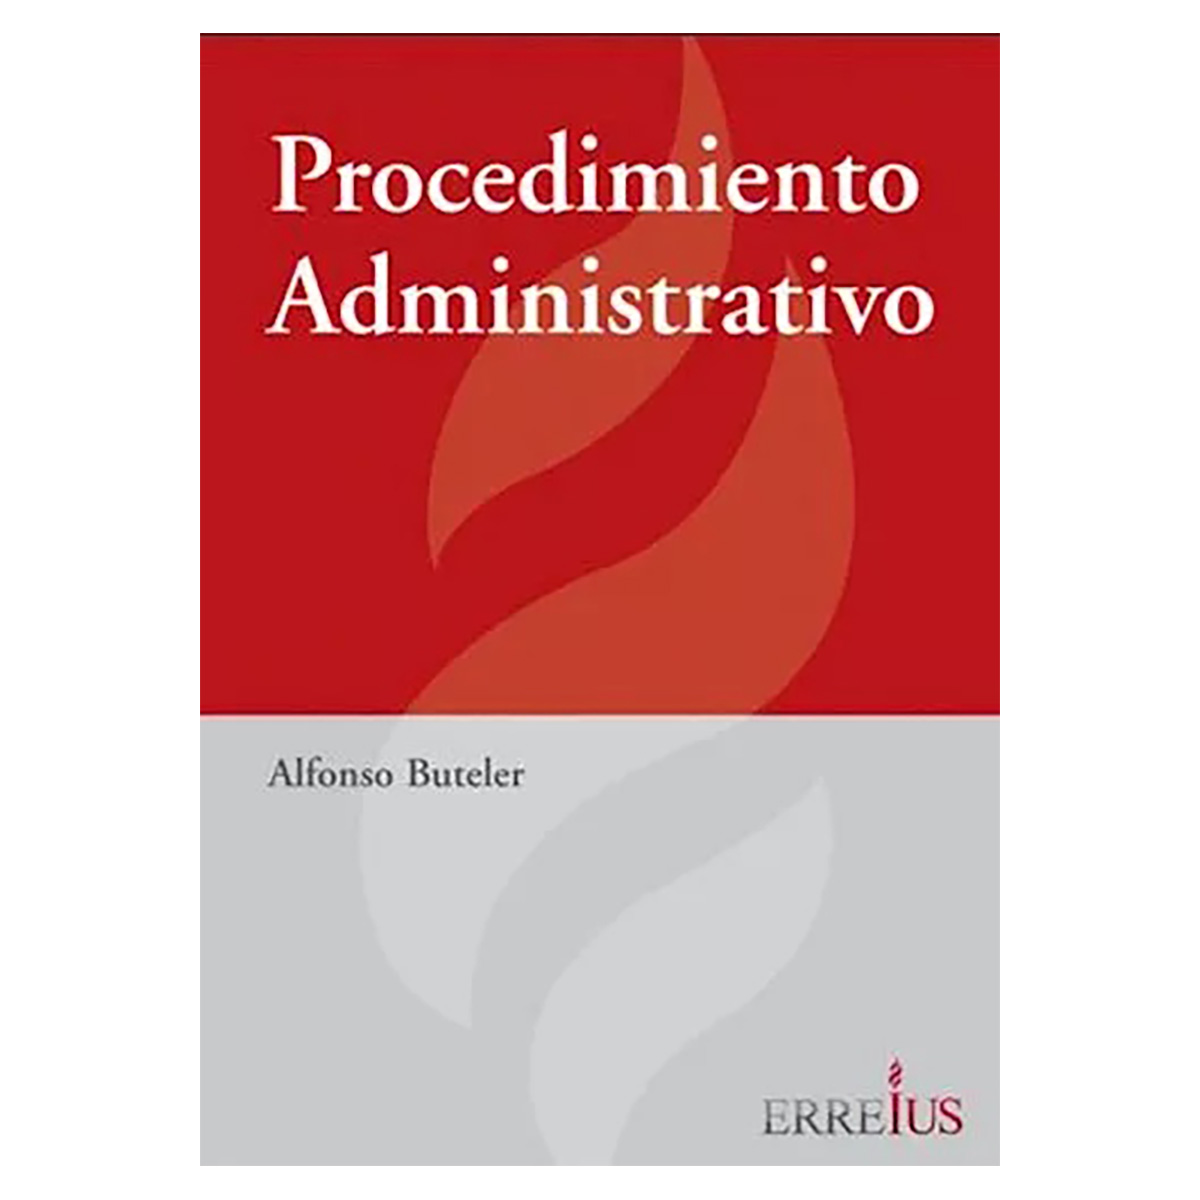 Procedimiento
Administrativo
Alfonso Buteler
ERREIUS